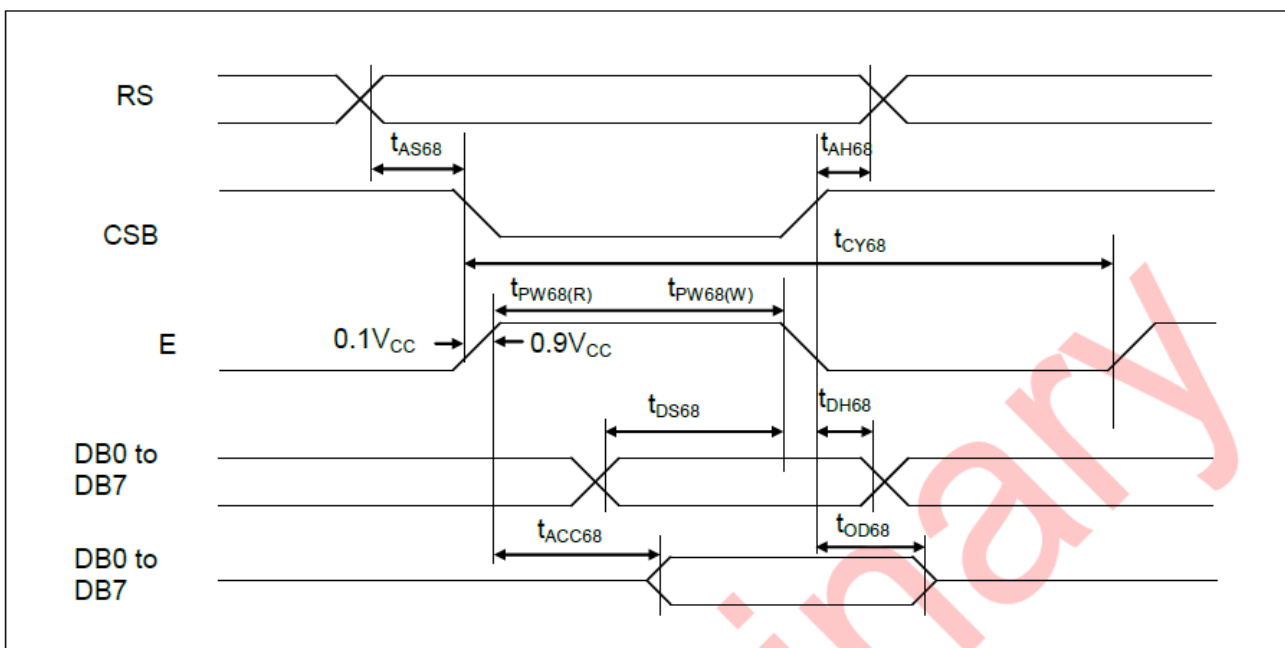 RS
tAS68
tAH68
CSB
tCY68
tPW68(R) tPW68(W)
E
0.1VCC
0.9VCC
tDS68
tDH68
DB0 to
DB7
tACC68
tOD68
DB0 to
DB7
inary